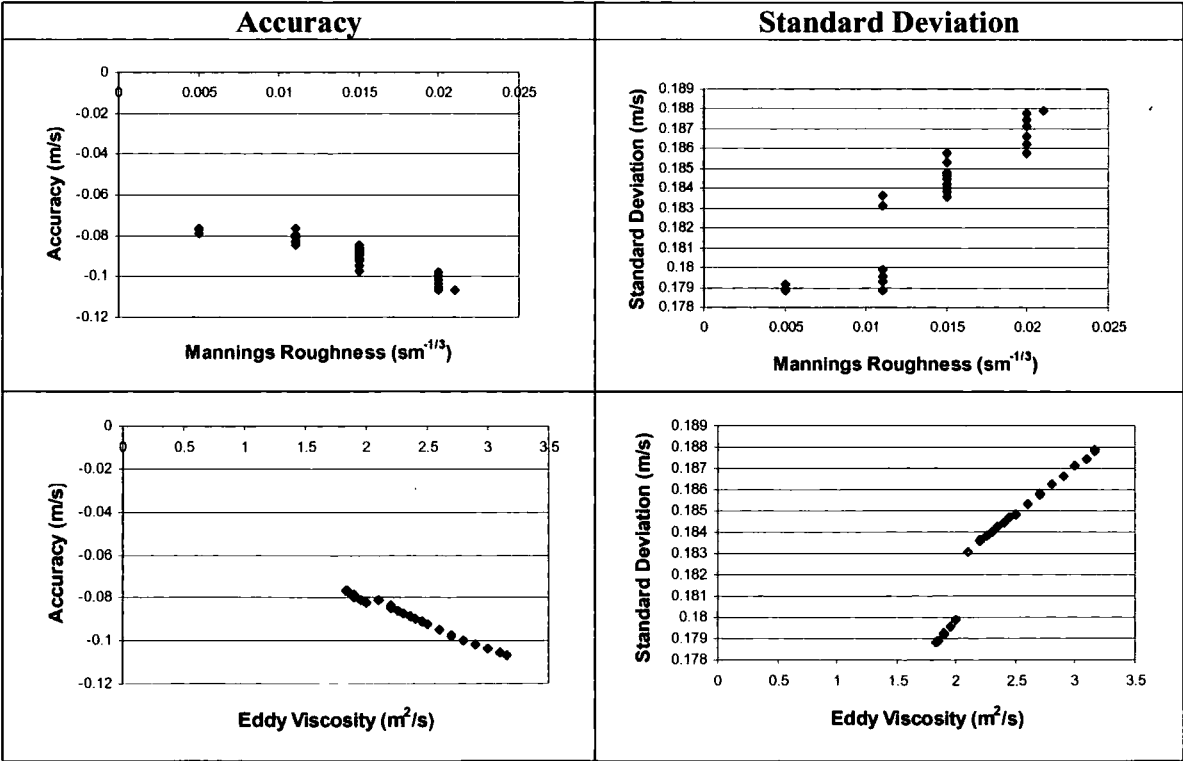 Accuracy
Standard Deviation
0
0 0.005 0.01 0.015 0.02 0.025
-0.02
-0.04
-0.06
-0.08
-0.1
-0.12
Accuracy (m/s)
Mannings Roughness (sm-1/3)
0.189
0.188
0.187
0.186
0.185
0.184
0.183
0.182
0.181
0.18
0.179
0.178
0 0.005 0.01 0.015 0.02 0.025
Standard Deviation (m/s)
Mannings Roughness (sm-1/3)
0
0 0.5 1 1.5 2 2.5 3 3.5
-0.02
-0.04
-0.06
-0.08
-0.1
-0.12
Accuracy (m/s)
Eddy Viscosity (m2/s)
0.189
0.188
0.187
0.186
0.185
0.184
0.183
0.182
0.181
0.18
0.179
0.178
0 0.5 1 1.5 2 2.5 3 3.5
Standard Deviation (m/s)
Eddy Viscosity (m2/s)